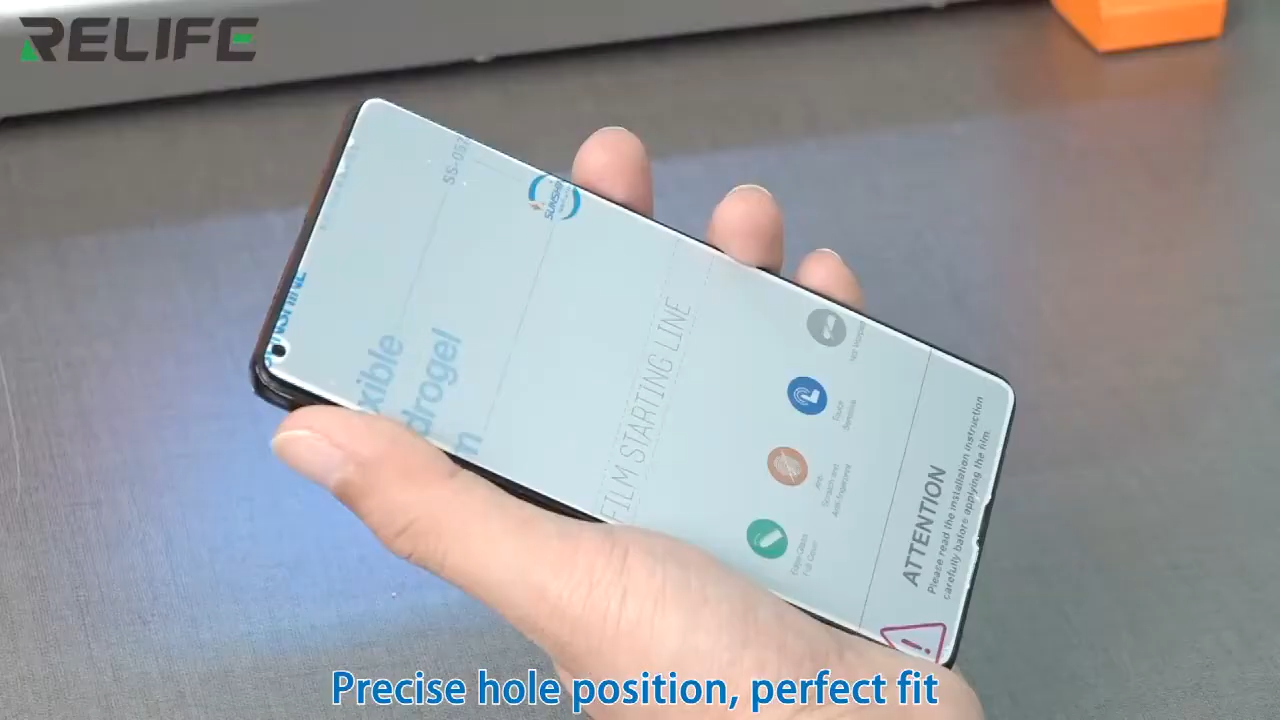 RELIFE
SS-057
SUNSHINE
xible
drogel
m
FILM STARTING LINE
Touch
Sensitive
ATTENTION
Please read the installation instruction
carefully before applying the film.
Precise hole position, perfect fit